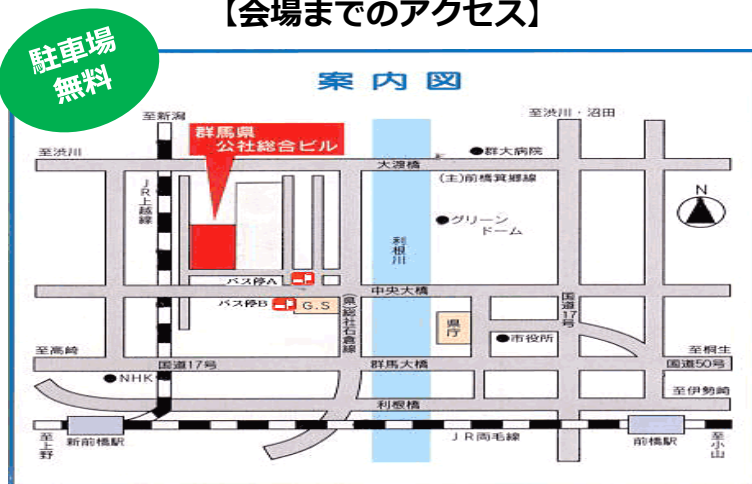 【会場までのアクセス】
駐車場
無料
案内図
至新潟
至渋川・沼田
群馬県
公社総合ビル
至渋川
大渡橋
●群大病院
(主)前橋箕郷線
JR上越線
N
●グリーン
ドーム
利根川
バス停A
中央大橋
バス停B
G.S
(県)総社石倉線
国道17号
県庁
●市役所
至高崎
至桐生
国道17号
群馬大橋
国道50号
●NHK
至伊勢崎
利根橋
至上野
新前橋駅
JR両毛線
前橋駅
至小山